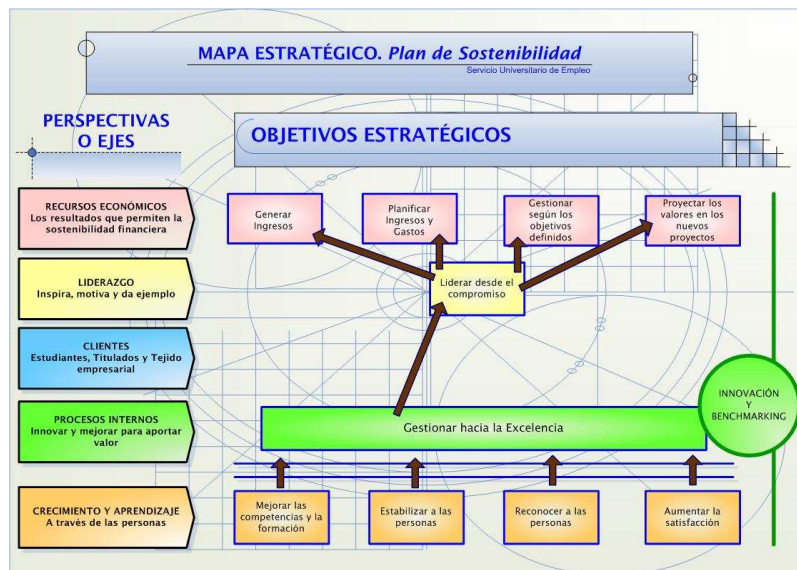 MAPA ESTRATÉGICO. Plan de Sostenibilidad
Servicio Universitario de Empleo
PERSPECTIVAS
O EJES
OBJETIVOS ESTRATÉGICOS
RECURSOS ECONÓMICOS
Los resultados que permiten la
sostenibilidad financiera
Generar
Ingresos
Planificar
Ingresos y
Gastos
Gestionar
según los
objetivos
definidos
Proyectar los
valores en los
nuevos
proyectos
LIDERAZGO
Inspira, motiva y da ejemplo
Liderar desde el
compromiso
CLIENTES
Estudiantes, Titulados y Tejido
empresarial
PROCESOS INTERNOS
Innovar y mejorar para aportar
valor
Gestionar hacia la Excelencia
INNOVACIÓN
Y
BENCHMARKING
CRECIMIENTO Y APRENDIZAJE
A través de las personas
Mejorar las
competencias y la
formación
Estabilizar a las
personas
Reconocer a las
personas
Aumentar la
satisfacción